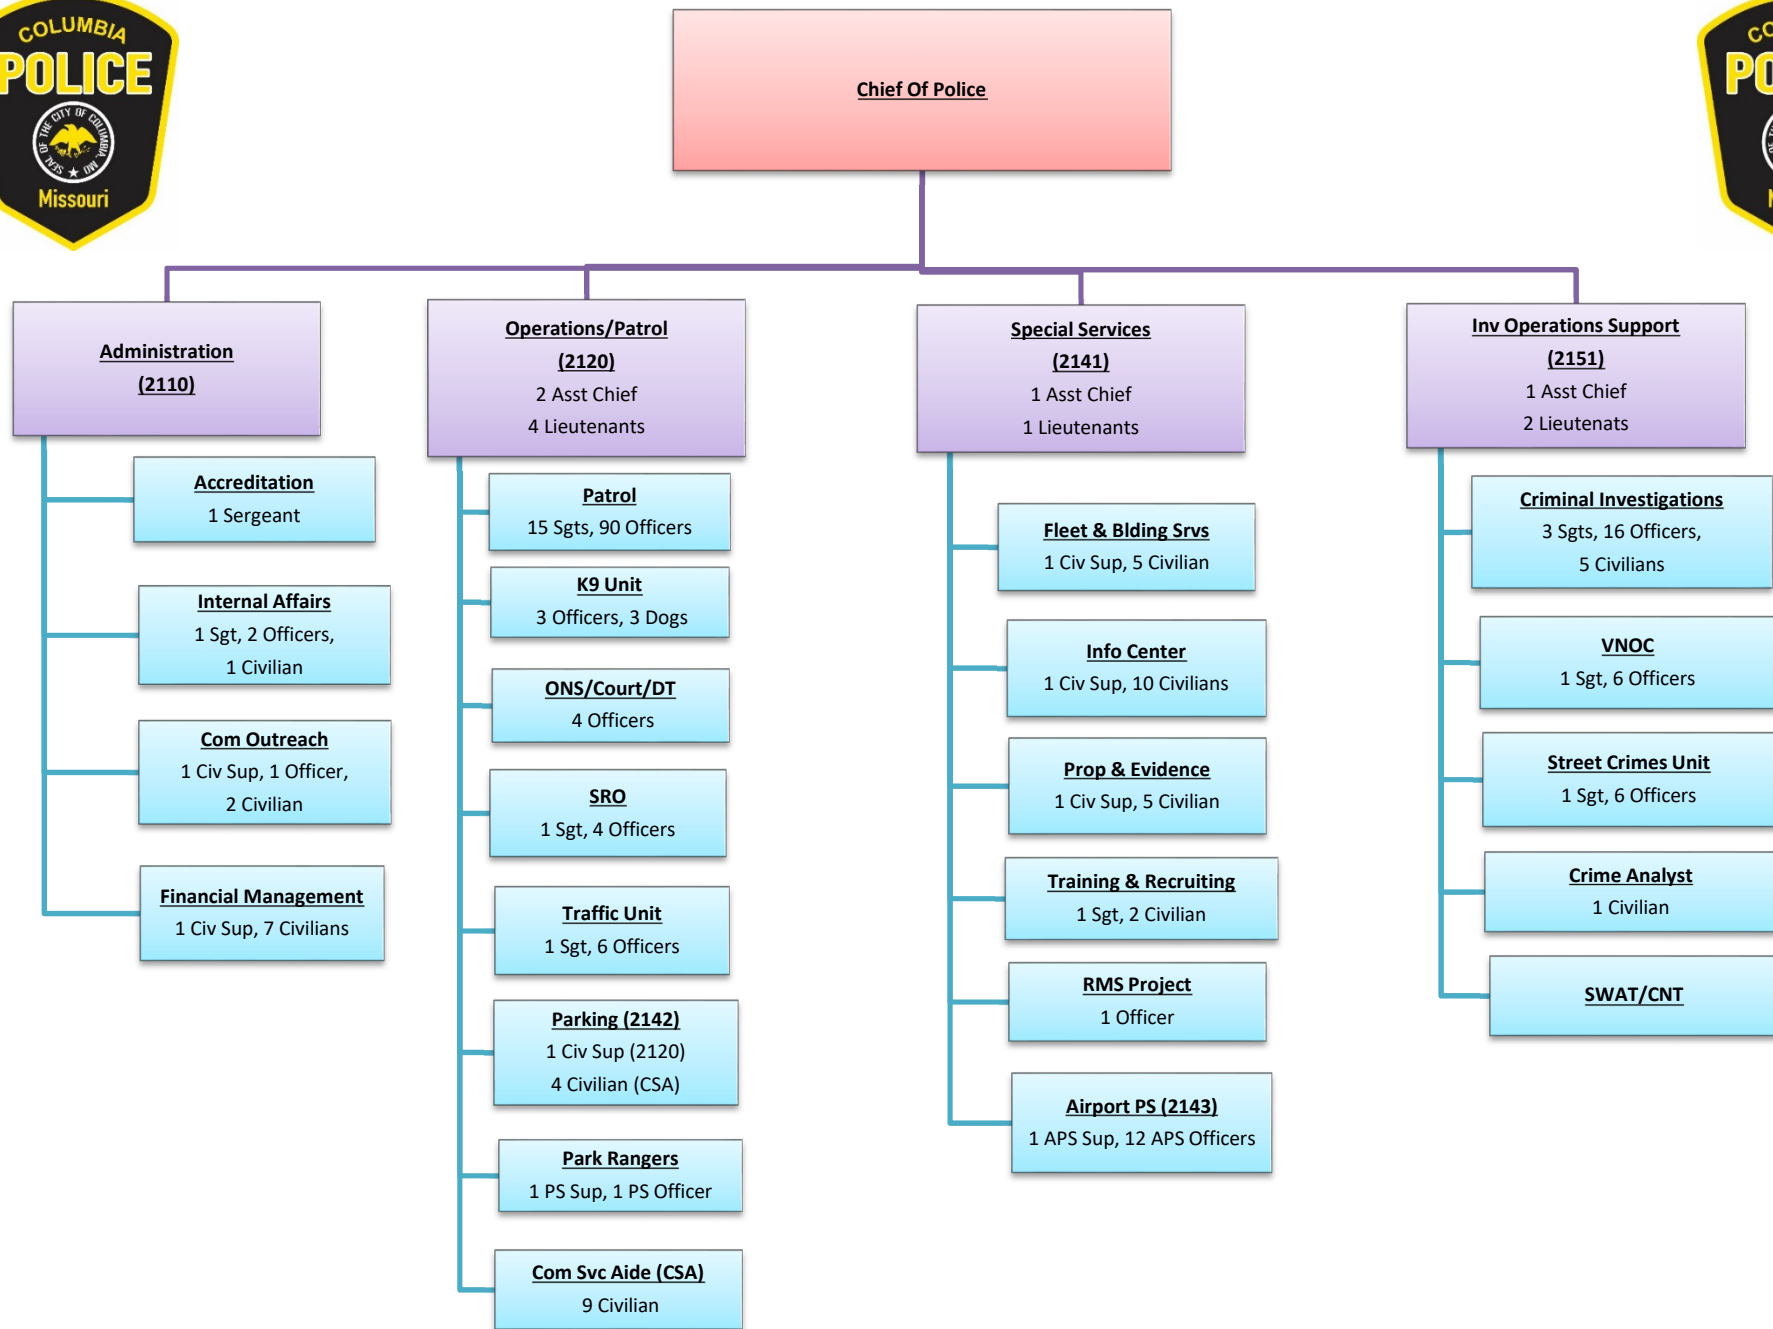 COLUMBIA
POLICE
SEAL OF THE CITY OF COLUMBIA, MO
Missouri
Chief Of Police
Administration
(2110)
Accreditation
1 Sergeant
Internal Affairs
1 Sgt, 2 Officers,
1 Civilian
Com Outreach
1 Civ Sup, 1 Officer,
2 Civilian
Financial Management
1 Civ Sup, 7 Civilians
Operations/Patrol
(2120)
2 Asst Chief
4 Lieutenants
Patrol
15 Sgts, 90 Officers
K9 Unit
3 Officers, 3 Dogs
ONS/Court/DT
4 Officers
SRO
1 Sgt, 4 Officers
Traffic Unit
1 Sgt, 6 Officers
Parking (2142)
1 Civ Sup (2120)
4 Civilian (CSA)
Park Rangers
1 PS Sup, 1 PS Officer
Com Svc Aide (CSA)
9 Civilian
Special Services
(2141)
1 Asst Chief
1 Lieutenants
Fleet & Blding Srvs
1 Civ Sup, 5 Civilian
Info Center
1 Civ Sup, 10 Civilians
Prop & Evidence
1 Civ Sup, 5 Civilian
Training & Recruiting
1 Sgt, 2 Civilian
RMS Project
1 Officer
Airport PS (2143)
1 APS Sup, 12 APS Officers
Inv Operations Support
(2151)
1 Asst Chief
2 Lieutenats
Criminal Investigations
3 Sgts, 16 Officers,
5 Civilians
VNOC
1 Sgt, 6 Officers
Street Crimes Unit
1 Sgt, 6 Officers
Crime Analyst
1 Civilian
SWAT/CNT